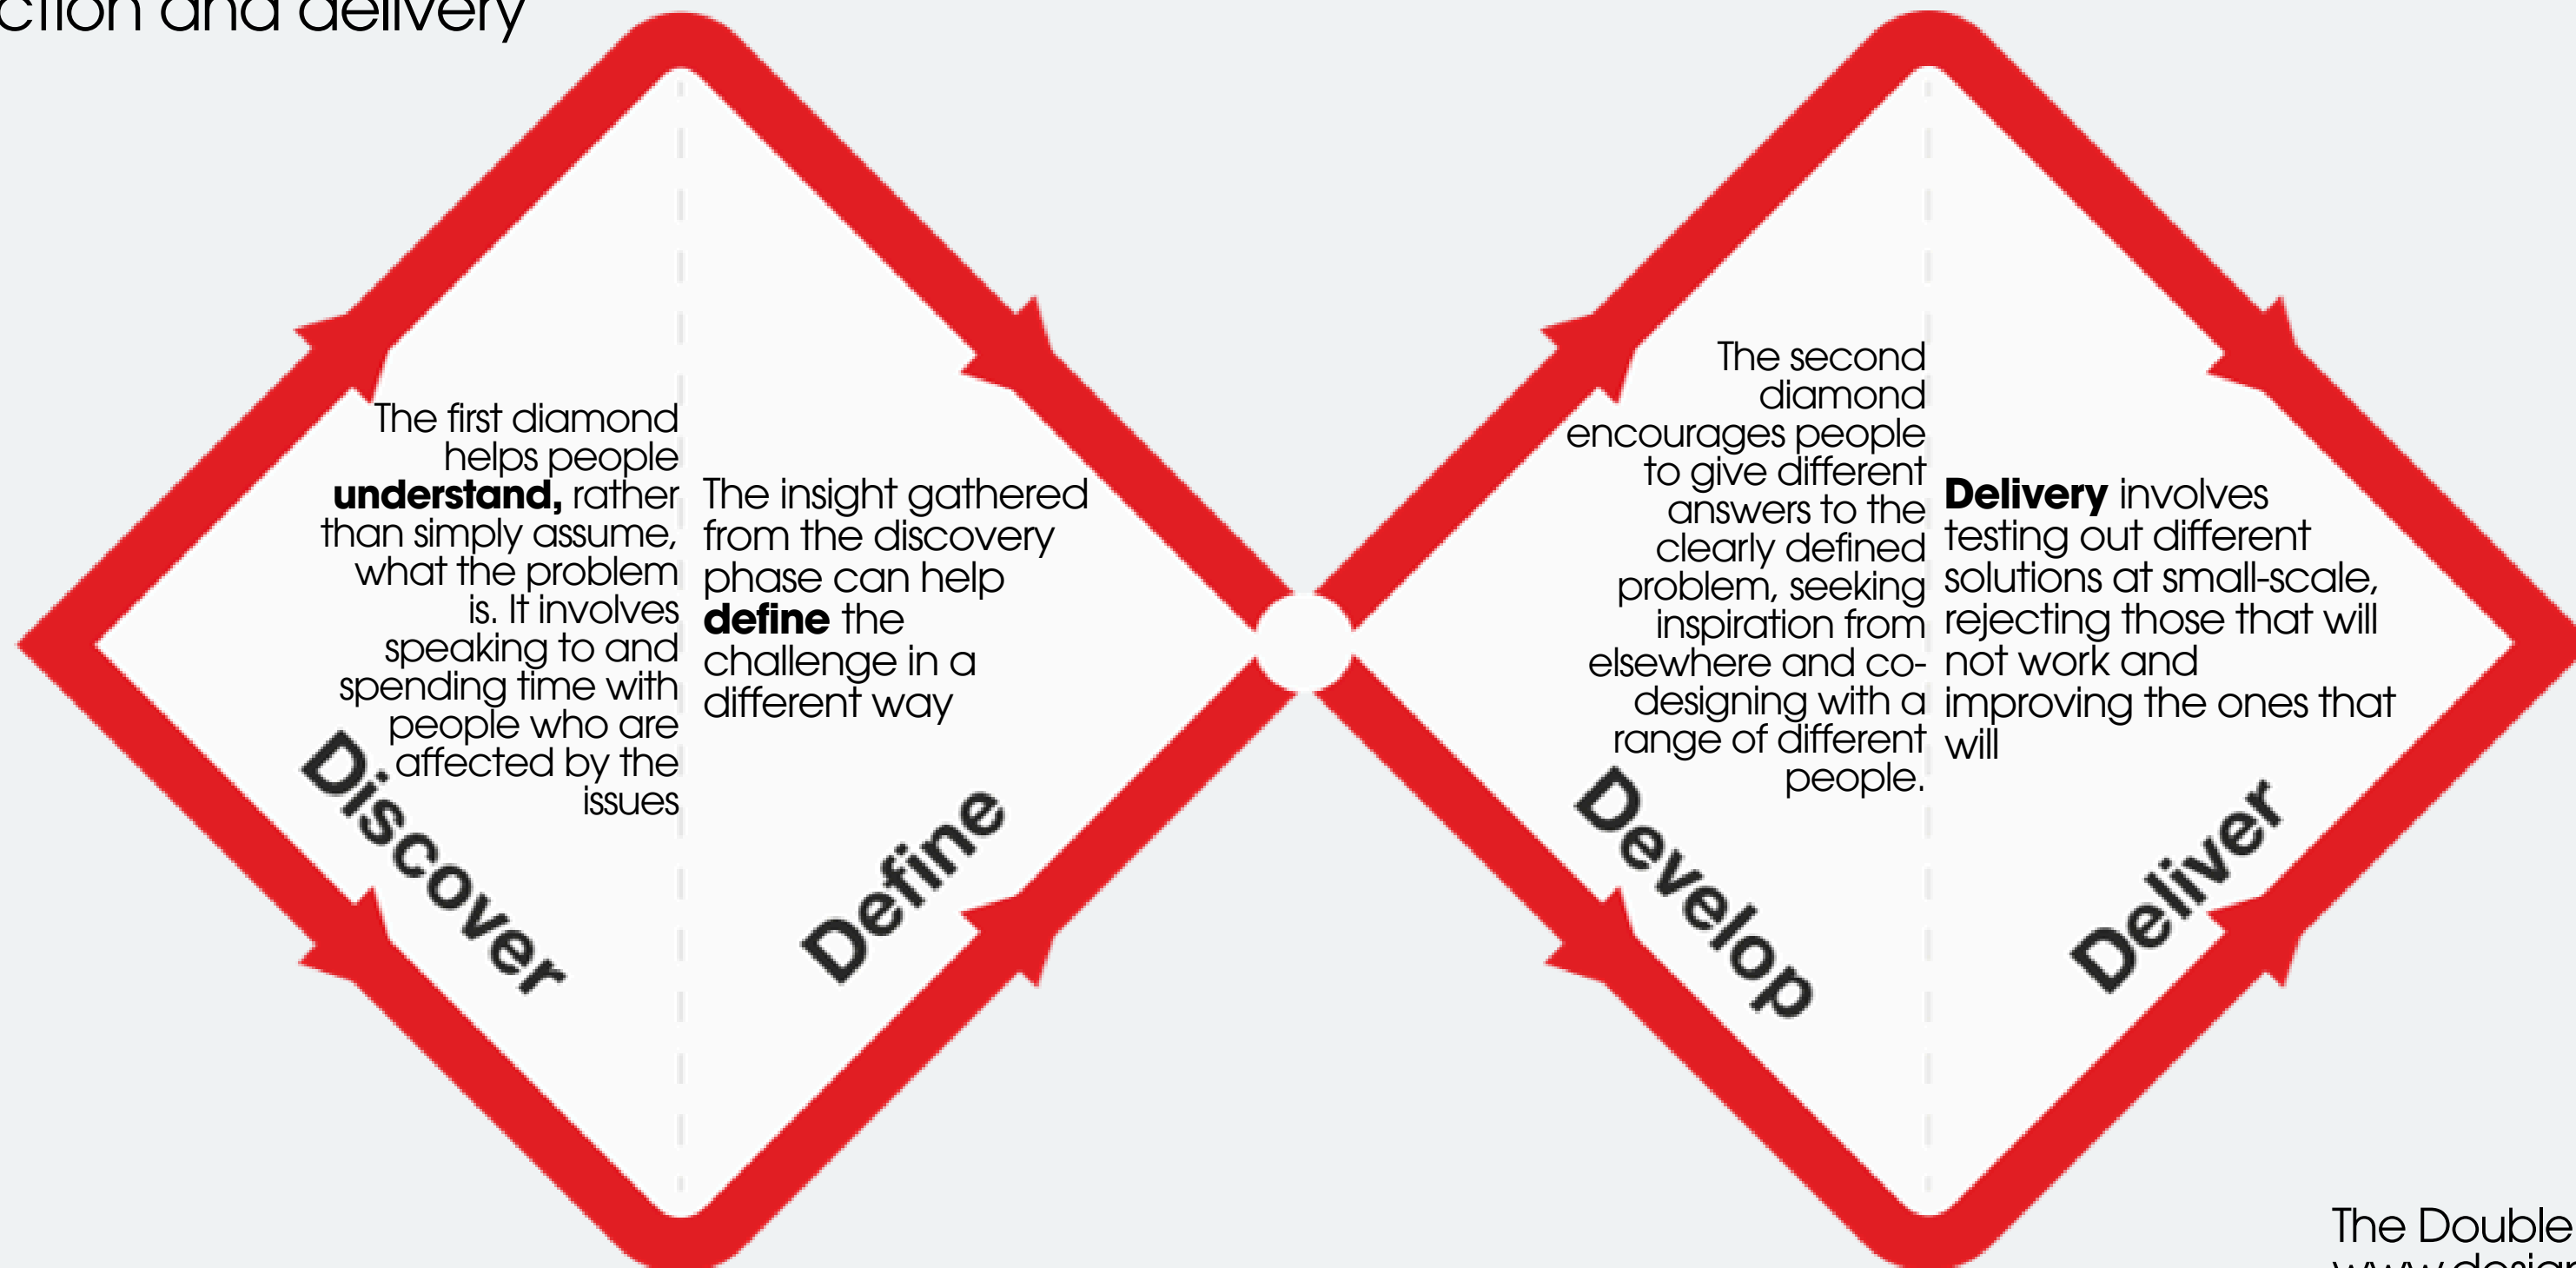 and delivery
The first diamond
helps people
understand, rather
than simply assume,
what the problem
is. It involves
speaking to and
spending time with
people who are
affected by the
issues
Discover
The insight gathered
from the discovery
phase can help
define the
challenge in a
different way
Define
The second
diamond
encourages people
to give different
answers to the
clearly defined
problem, seeking
inspiration from
elsewhere and co-
designing with a
range of different
people.
Develop
Delivery involves
testing out different
solutions at small-scale,
rejecting those that will
not work and
improving the ones that
will
Deliver
The Double